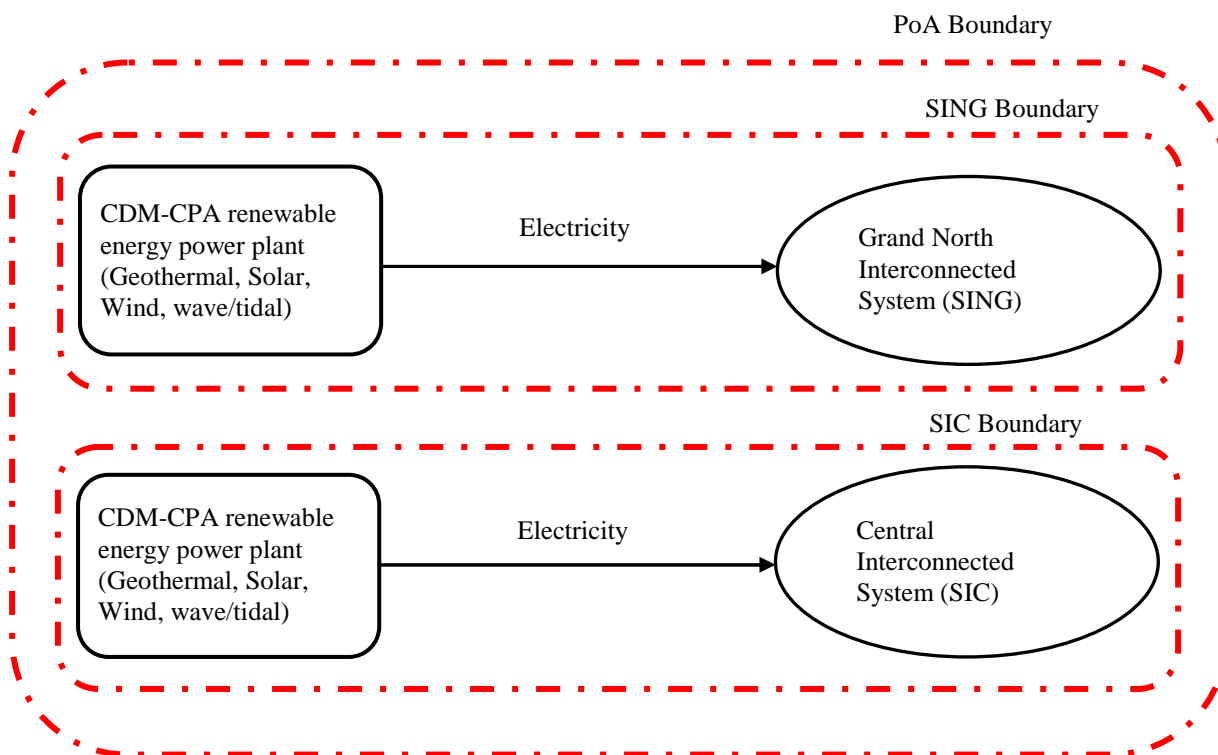 PoA Boundary
SING Boundary
CDM-CPA renewable
energy power plant
(Geothermal, Solar,
Wind, wave/tidal)
Electricity
Grand North
Interconnected
System (SING)
SIC Boundary
CDM-CPA renewable
energy power plant
(Geothermal, Solar,
Wind, wave/tidal)
Electricity
Central
Interconnected
System (SIC)